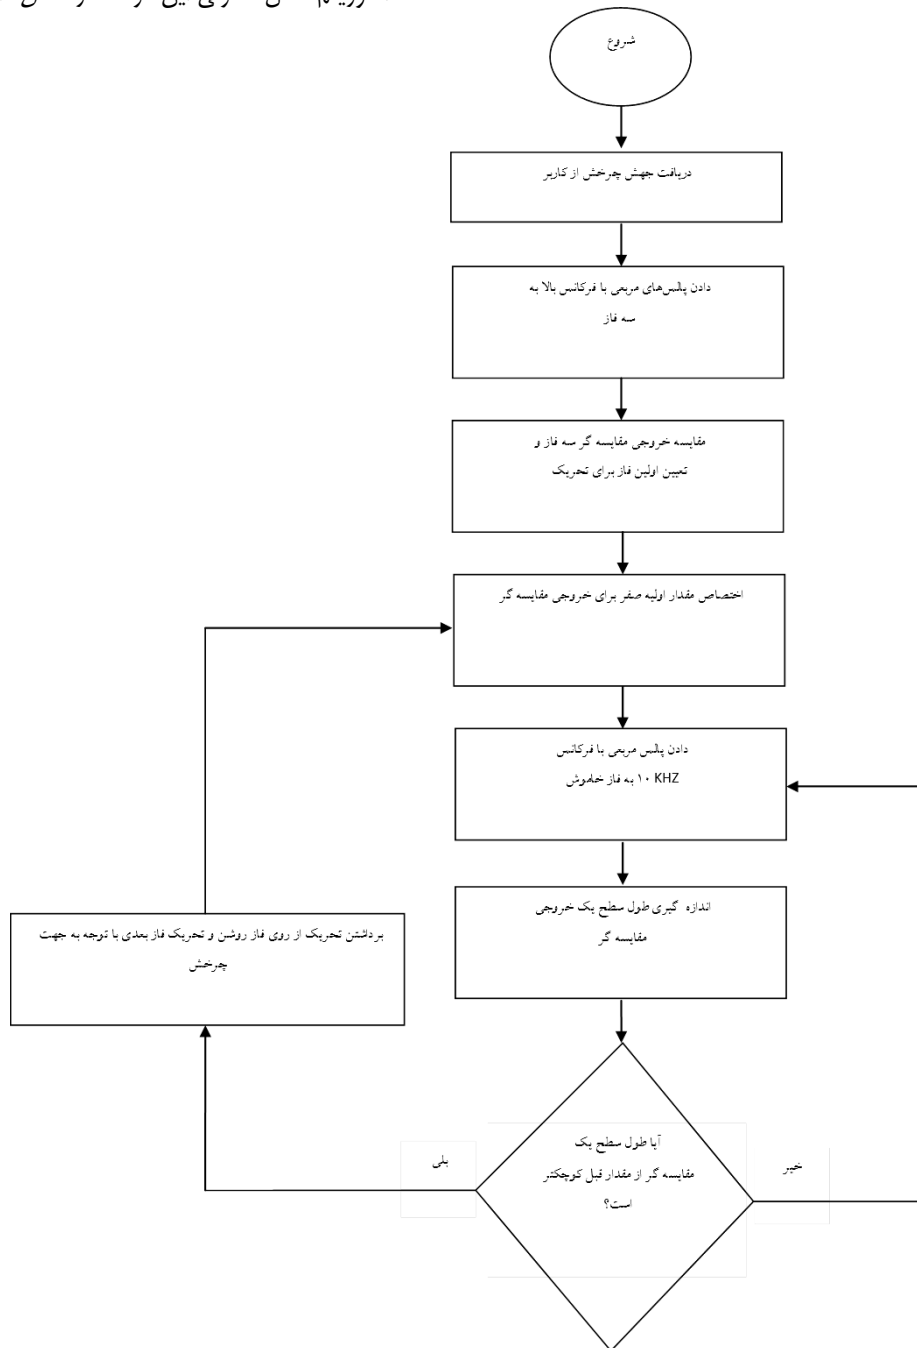 شروع
دریافت جهش چرخش از کاربر
دادن پالس‌های مربعی با فرکانس بالا به
سه فاز
مقایسه خروجی مقایسه گر سه فاز و
تعیین اولین فاز برای تحریک
اختصاص مقدار اولیه صفر برای خروجی مقایسه گر
دادن پالس مربعی با فرکانس
۱۰ KHZ به فاز خاموش
اندازه گیری طول سطح یک خروجی
مقایسه گر
برداشتن تحریک از روی فاز روشن و تحریک فاز بعدی با توجه به جهت
چرخش
آیا طول سطح یک
مقایسه گر از مقدار قبل کوچکتر
است؟
بلی
خیر